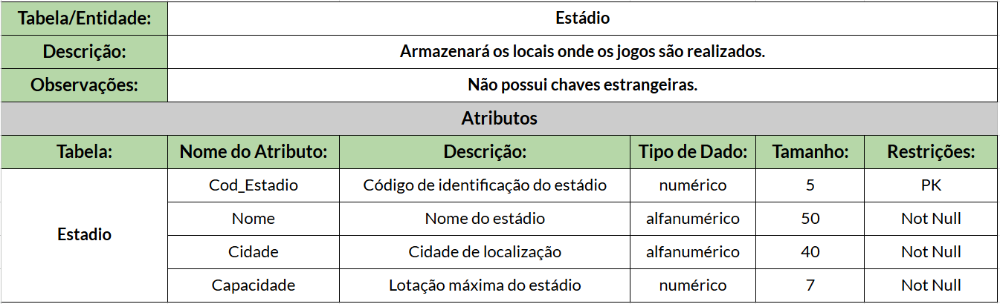 Tabela/Entidade: Estádio
Descrição: Armazenará os locais onde os jogos são realizados.
Observações: Não possui chaves estrangeiras.
Atributos
Tabela: Nome do Atributo: Descrição: Tipo de Dado: Tamanho: Restrições:
Estadio
Cod_Estadio Código de identificação do estádio numérico 5 PK
Nome Nome do estádio alfanumérico 50 Not Null
Cidade Cidade de localização alfanumérico 40 Not Null
Capacidade Lotação máxima do estádio numérico 7 Not Null